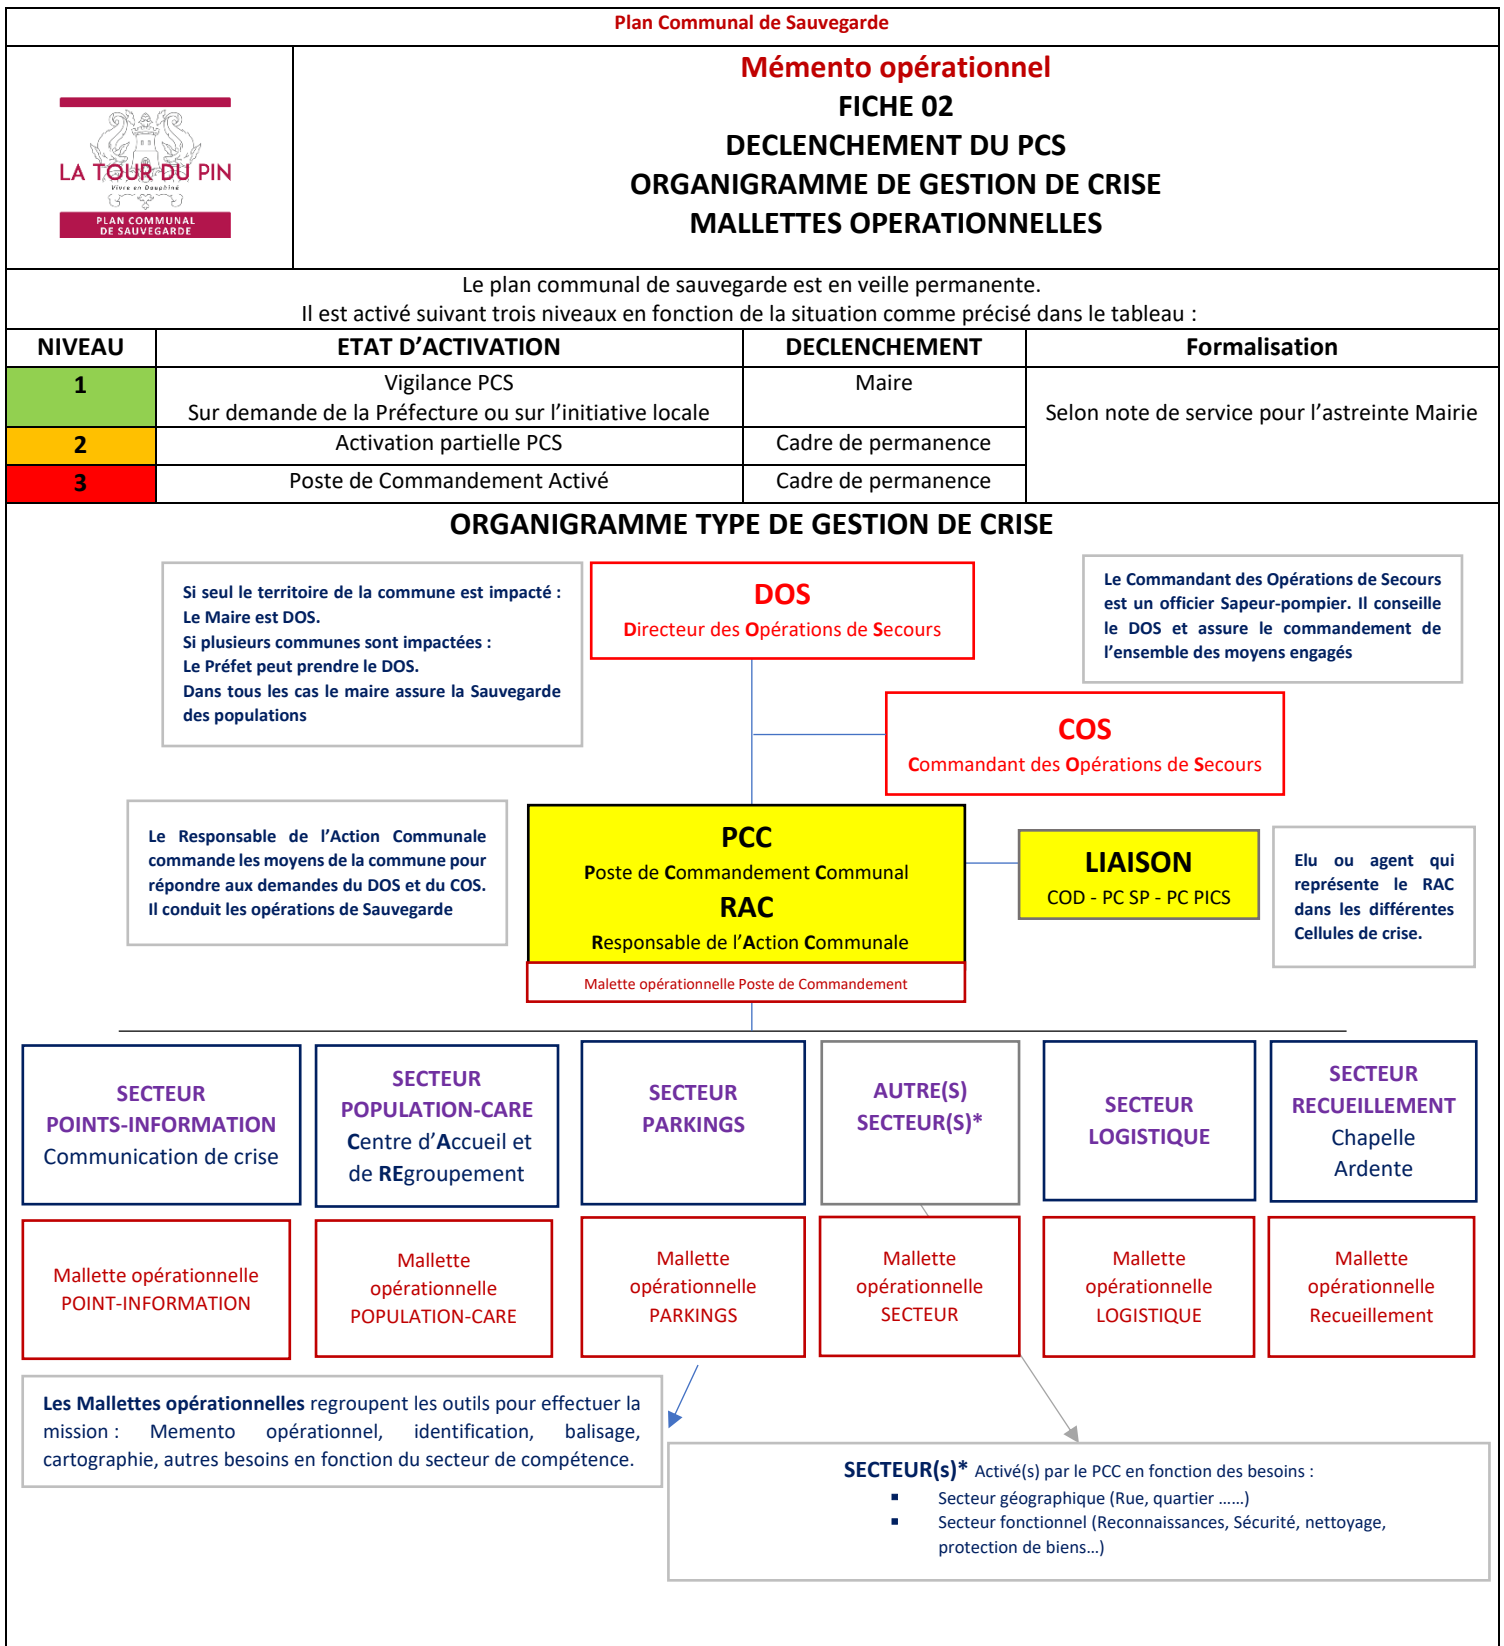 Plan Communal de Sauvegarde
LA TOUR DU PIN
Vivre en Dauphiné
PLAN COMMUNAL
DE SAUVEGARDE
Mémento opérationnel
FICHE 02
DECLENCHEMENT DU PCS
ORGANIGRAMME DE GESTION DE CRISE
MALLETTES OPERATIONNELLES
Le plan communal de sauvegarde est en veille permanente.
Il est activé suivant trois niveaux en fonction de la situation comme précisé dans le tableau :
NIVEAU ETAT D’ACTIVATION DECLENCHEMENT Formalisation
1 Vigilance PCS Maire
Sur demande de la Préfecture ou sur l’initiative locale
Selon note de service pour l’astreinte Mairie
2 Activation partielle PCS Cadre de permanence
3 Poste de Commandement Activé Cadre de permanence
ORGANIGRAMME TYPE DE GESTION DE CRISE
Si seul le territoire de la commune est impacté :
Le Maire est DOS.
Si plusieurs communes sont impactées :
Le Préfet peut prendre le DOS.
Dans tous les cas le maire assure la Sauvegarde
des populations
DOS
Directeur des Opérations de Secours
Le Commandant des Opérations de Secours
est un officier Sapeur-pompier. Il conseille
le DOS et assure le commandement de
l’ensemble des moyens engagés
COS
Commandant des Opérations de Secours
Le Responsable de l’Action Communale
commande les moyens de la commune pour
répondre aux demandes du DOS et du COS.
Il conduit les opérations de Sauvegarde
PCC
Poste de Commandement Communal
RAC
Responsable de l’Action Communale
Malette opérationnelle Poste de Commandement
LIAISON
COD - PC SP - PC PICS
Elu ou agent qui
représente le RAC
dans les différentes
Cellules de crise.
SECTEUR
POINTS-INFORMATION
Communication de crise
SECTEUR
POPULATION-CARE
Centre d’Accueil et
de REgroupement
SECTEUR
PARKINGS
AUTRE(S)
SECTEUR(S)*
SECTEUR
LOGISTIQUE
SECTEUR
RECUEILLEMENT
Chapelle
Ardente
Mallette opérationnelle
POINT-INFORMATION
Mallette
opérationnelle
POPULATION-CARE
Mallette
opérationnelle
PARKINGS
Mallette
opérationnelle
SECTEUR
Mallette
opérationnelle
LOGISTIQUE
Mallette
opérationnelle
Recueillement
Les Mallettes opérationnelles regroupent les outils pour effectuer la
mission : Memento opérationnel, identification, balisage,
cartographie, autres besoins en fonction du secteur de compétence.
SECTEUR(s)* Activé(s) par le PCC en fonction des besoins :
▪ Secteur géographique (Rue, quartier ……)
▪ Secteur fonctionnel (Reconnaissances, Sécurité, nettoyage,
protection de biens…)